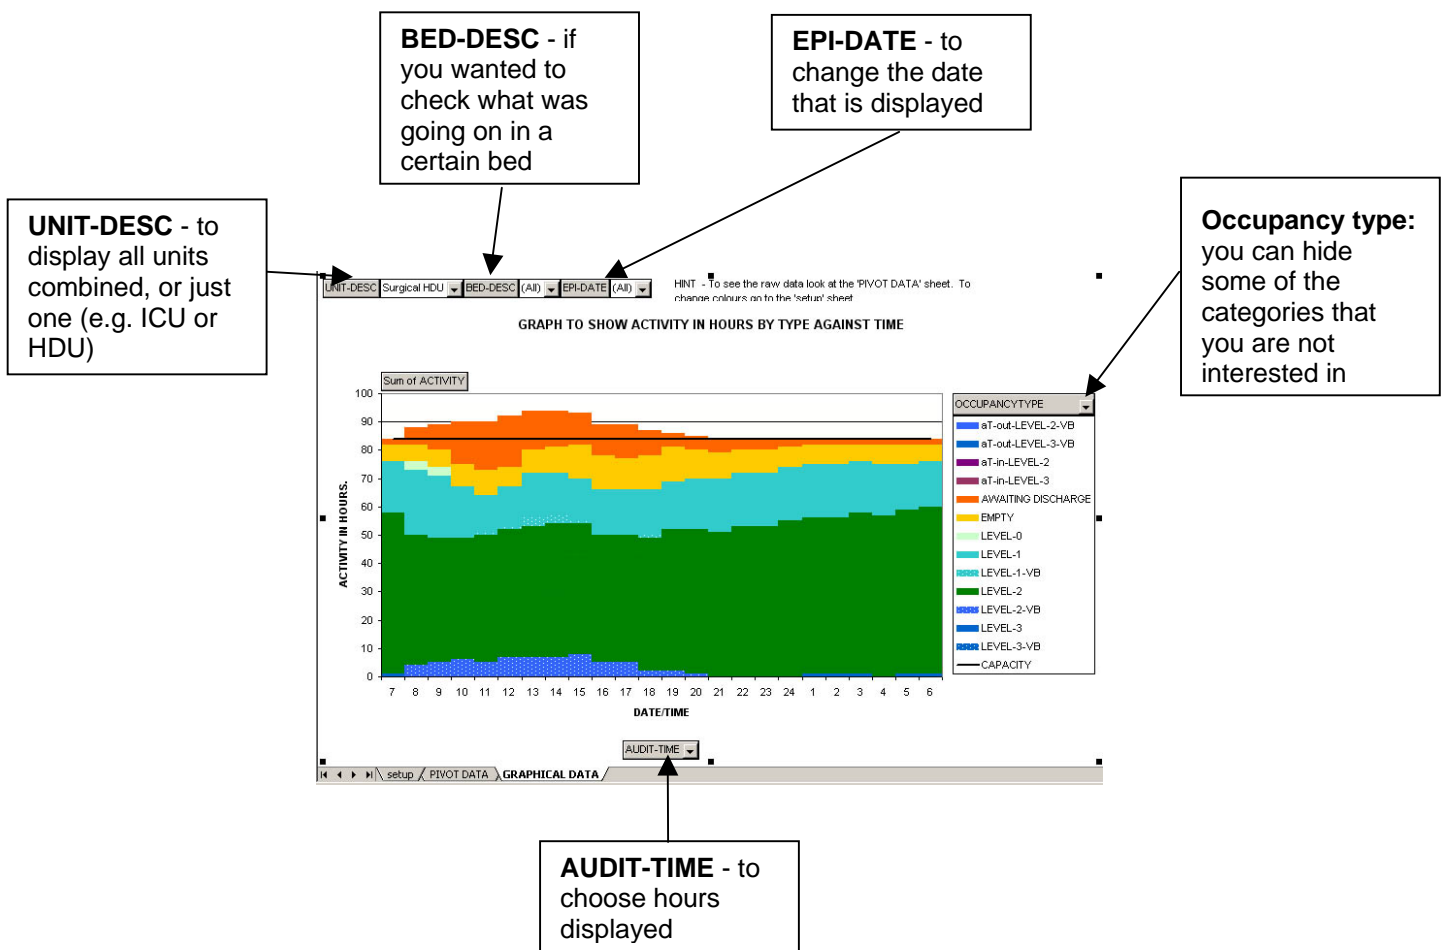 BED-DESC - if
you wanted to
check what was
going on in a
certain bed
EPI-DATE - to
change the date
that is displayed
UNIT-DESC - to
display all units
combined, or just
one (e.g. ICU or
HDU)
Occupancy type:
you can hide
some of the
categories that
you are not
interested in
UNIT-DESC Surgical HDU BED-DESC (All) EPI-DATE (All)
HINT - To see the raw data look at the 'PIVOT DATA' sheet. To
change colours go to the 'setup' sheet
GRAPH TO SHOW ACTIVITY IN HOURS BY TYPE AGAINST TIME
Sum of ACTIVITY
100
90
80
70
60
50
40
30
20
10
0
ACTIVITY IN HOURS.
7 8 9 10 11 12 13 14 15 16 17 18 19 20 21 22 23 24 1 2 3 4 5 6
DATE/TIME
OCCUPANCYTYPE
aT-out-LEVEL-2-VB
aT-out-LEVEL-3-VB
aT-in-LEVEL-2
aT-in-LEVEL-3
AWAITING DISCHARGE
EMPTY
LEVEL-0
LEVEL-1
LEVEL-1-VB
LEVEL-2
LEVEL-2-VB
LEVEL-3
LEVEL-3-VB
CAPACITY
AUDIT-TIME
setup PIVOT DATA GRAPHICAL DATA
AUDIT-TIME - to
choose hours
displayed